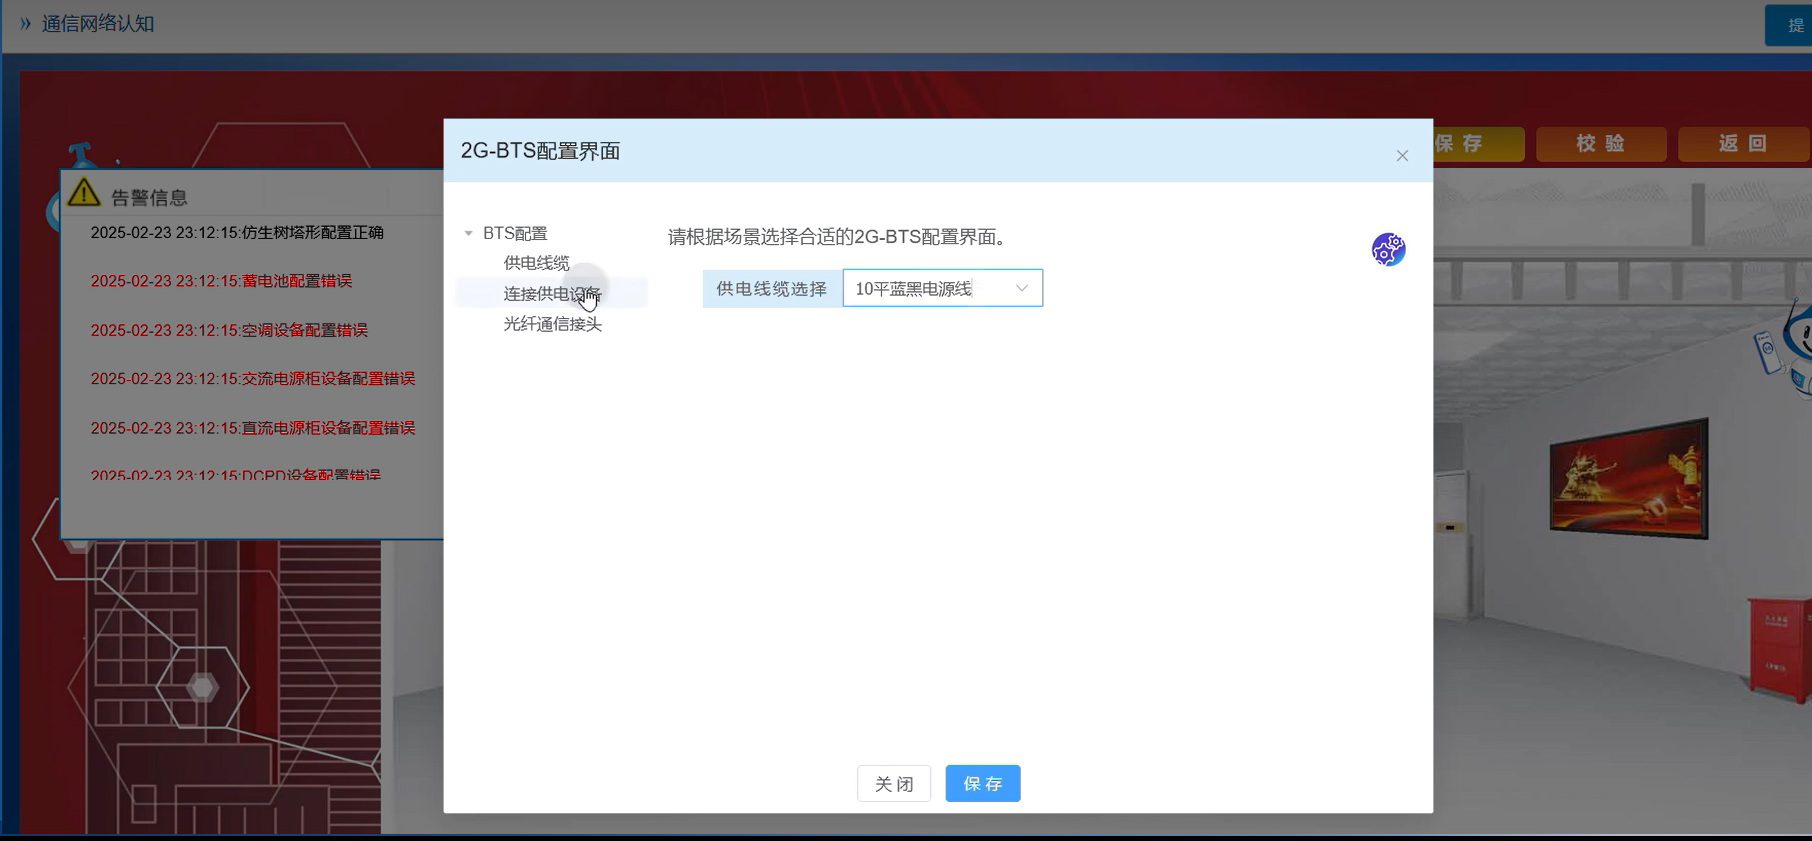 » 通信网络认知
提
保存
校验
返回
2G-BTS配置界面
告警信息
2025-02-23 23:12:15:仿生树塔形配置正确
2025-02-23 23:12:15:蓄电池配置错误
2025-02-23 23:12:15:空调设备配置错误
2025-02-23 23:12:15:交流电源柜设备配置错误
2025-02-23 23:12:15:直流电源柜设备配置错误
2025-02-23 23:12:15:DCPD设备配置错误
BTS配置
供电线缆
连接供电设备
光纤通信接头
请根据场景选择合适的2G-BTS配置界面。
供电线缆选择
10平蓝黑电源线
关闭
保存